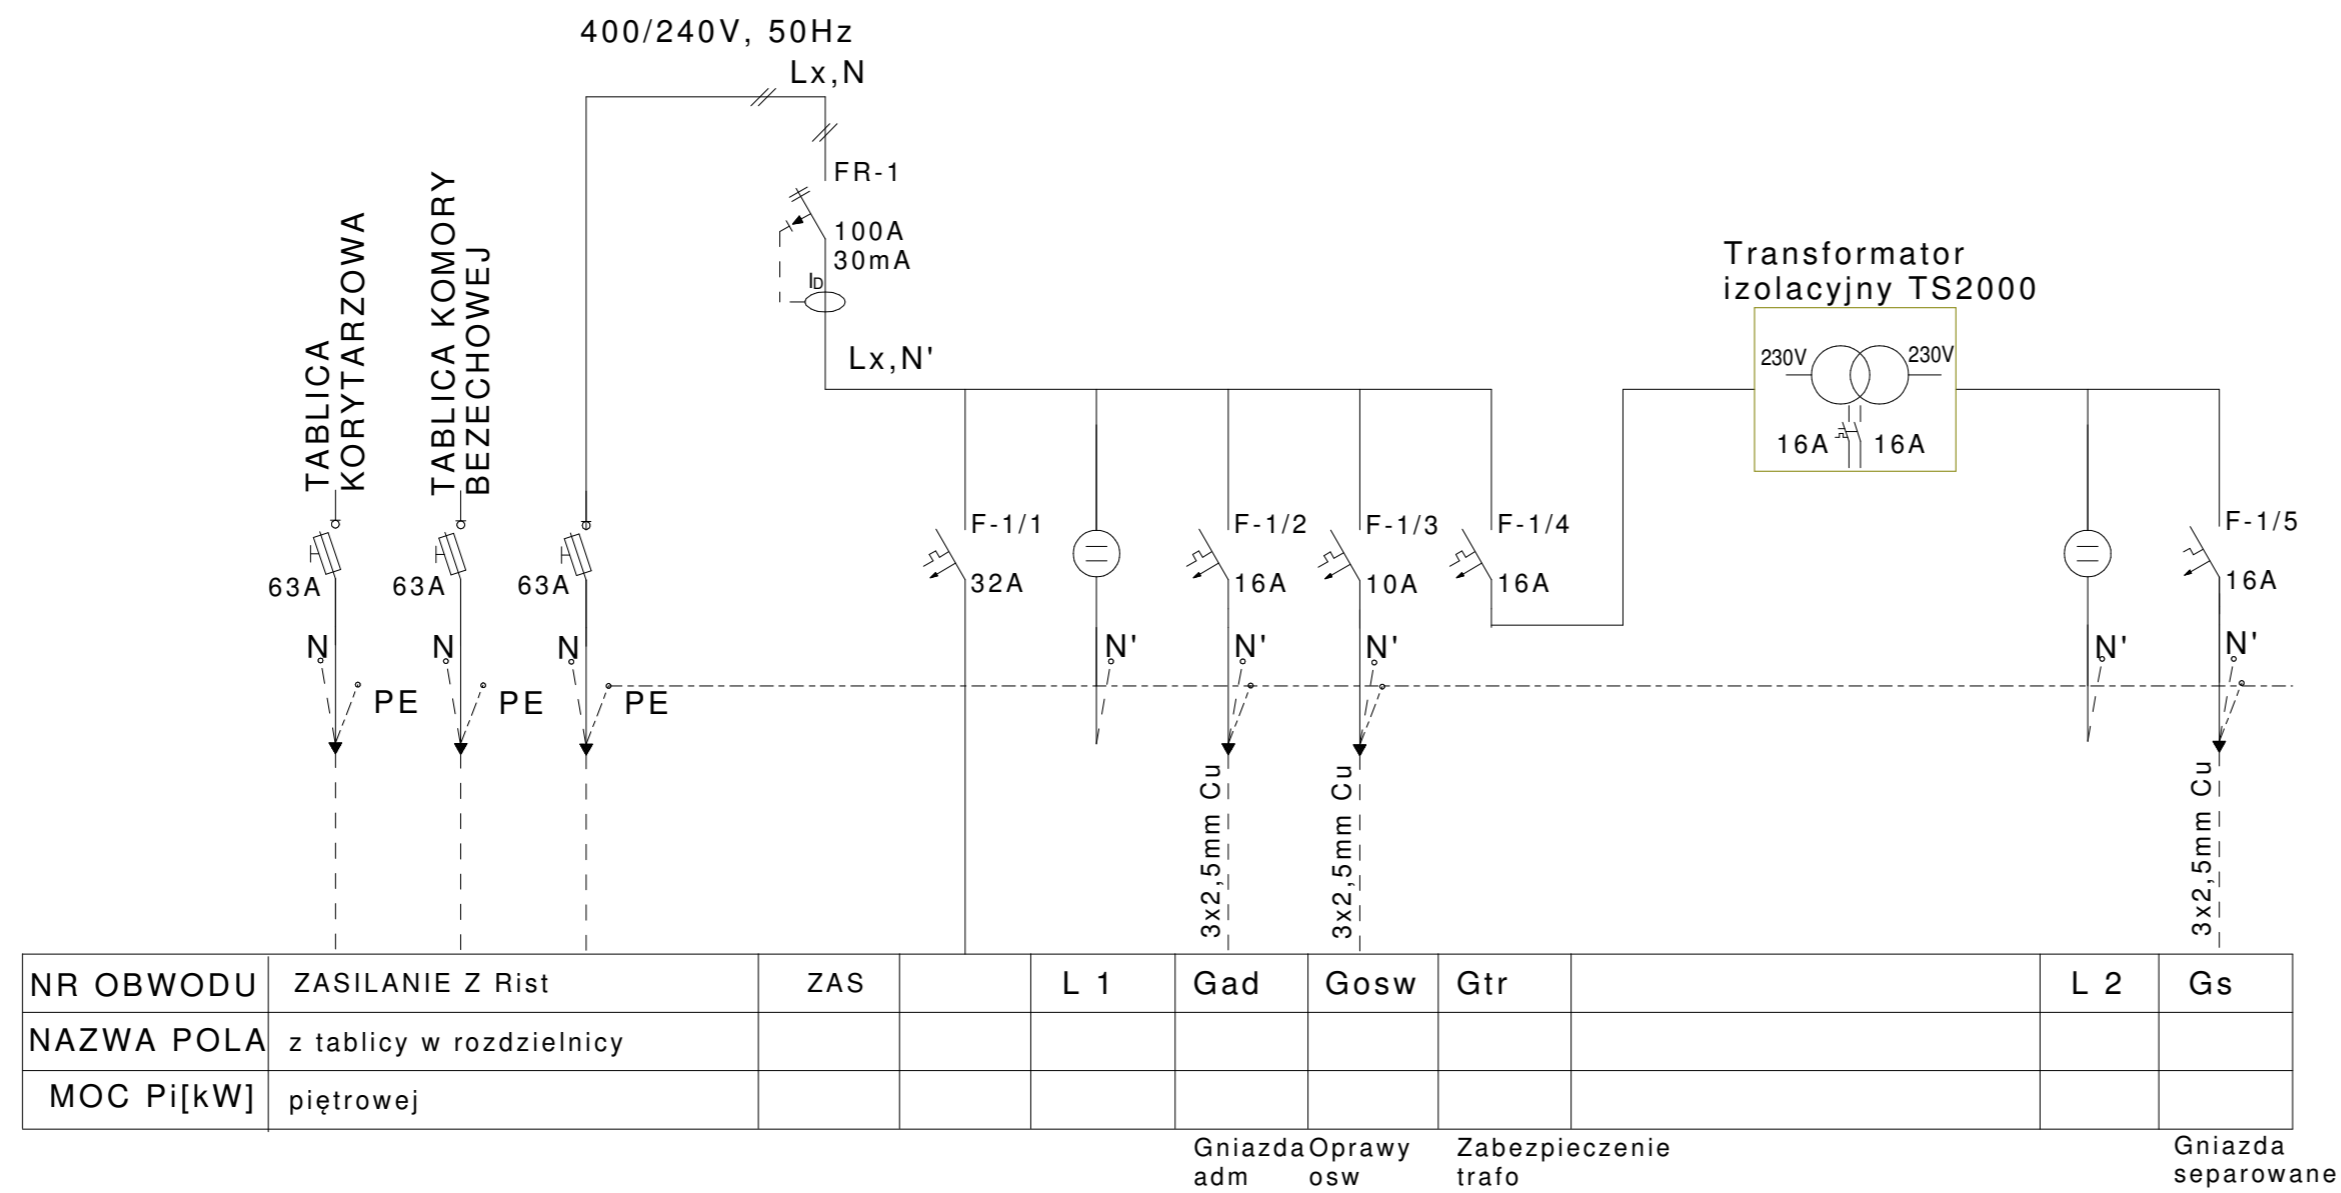 400/240V, 50Hz
Lx,N
FR-1
100A
30mA
ID
Lx,N'
TABLICA
KORYTARZOWA
TABLICA KOMORY
BEZECHOWEJ
Transformator
izolacyjny TS2000
230V
230V
16A
16A
63A
63A
63A
F-1/1
32A
F-1/2
16A
F-1/3
10A
F-1/4
16A
F-1/5
16A
N
N
N
N'
N'
N'
N'
N'
PE
PE
PE
3x2,5mm Cu
3x2,5mm Cu
3x2,5mm Cu
NR OBWODU
ZASILANIE Z Rist
ZAS
L 1
Gad
Gosw
Gtr
L 2
Gs
NAZWA POLA
z tablicy w rozdzielnicy
MOC Pi[kW]
piętrowej
Gniazda
adm
Oprawy
osw
Zabezpieczenie
trafo
Gniazda
separowane